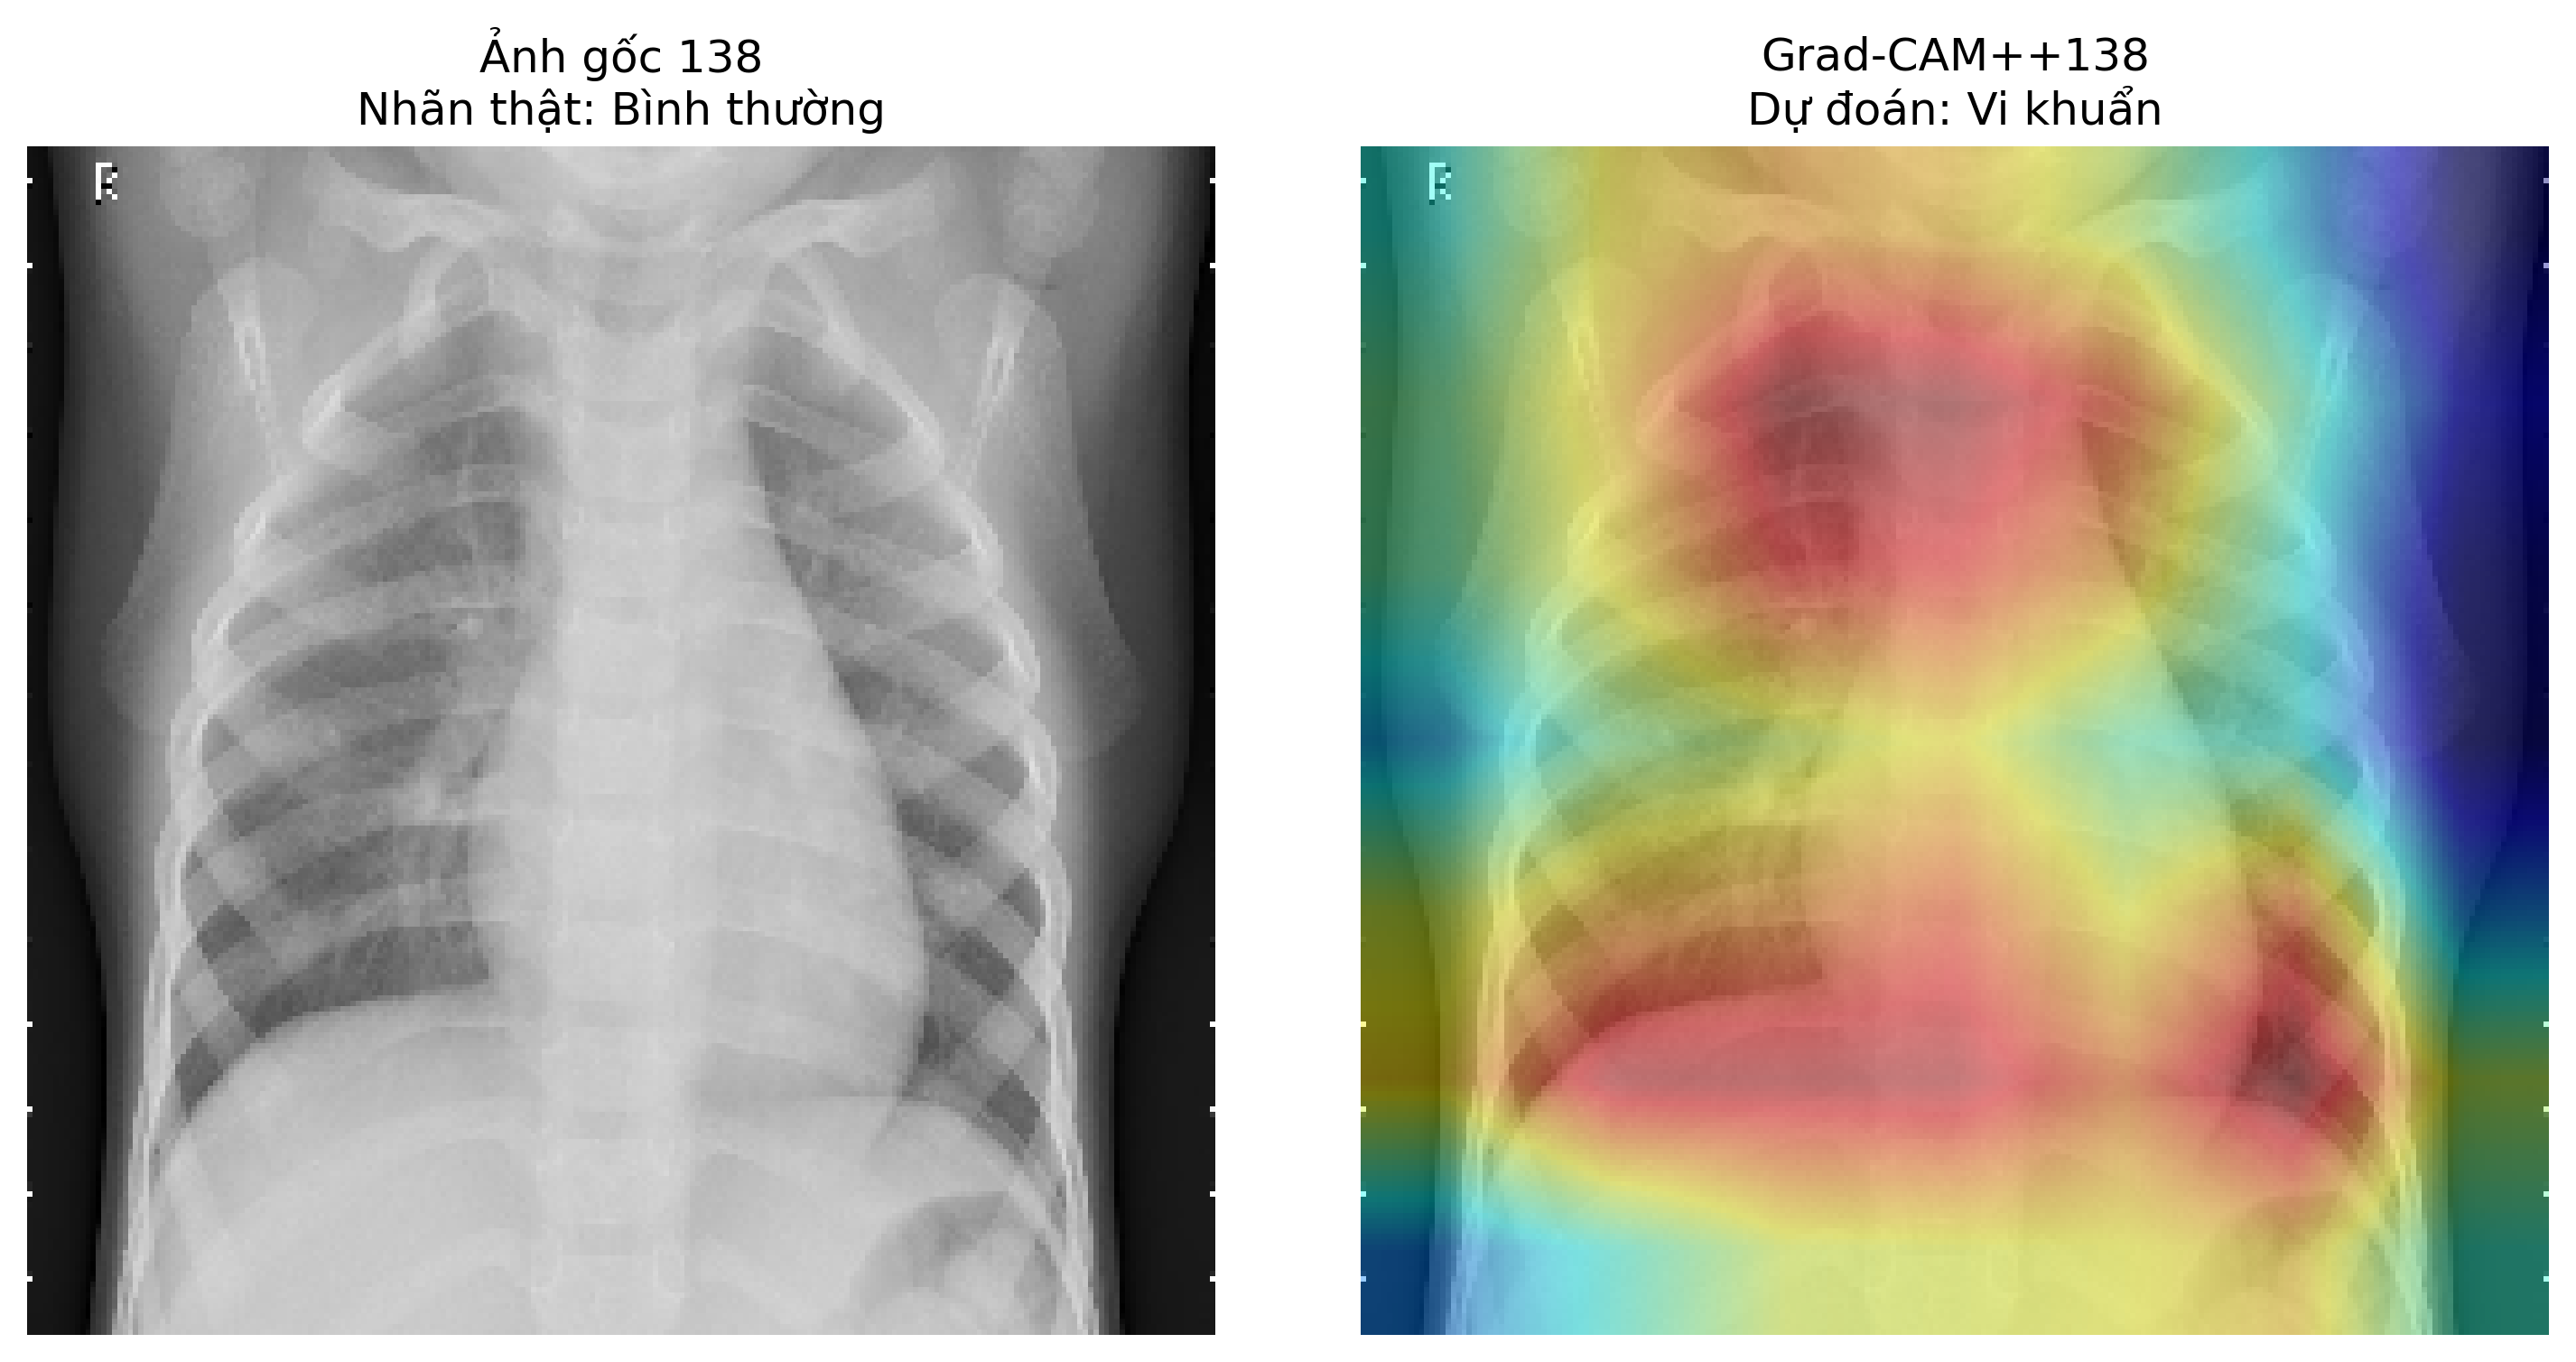 Ảnh gốc 138
Nhãn thật: Bình thường
Grad-CAM++138
Dự đoán: Vi khuẩn
R
R